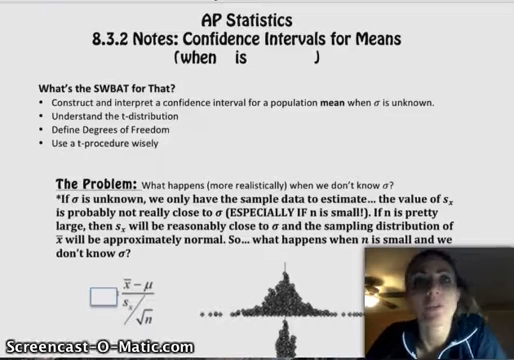 AP Statistics
8.3.2 Notes: Confidence Intervals for Means
(when is )
What's the SWBAT for That?
• Construct and interpret a confidence interval for a population mean when σ is unknown.
• Understand the t-distribution
• Define Degrees of Freedom
• Use a t-procedure wisely
The Problem: What happens (more realistically) when we don't know σ?
*If σ is unknown, we only have the sample data to estimate... the value of sₓ
is probably not really close to σ (ESPECIALLY IF n is small!). If n is pretty
large, then sₓ will be reasonably close to σ and the sampling distribution of
x̅ will be approximately normal. So... what happens when n is small and we
don't know σ?
x̅ − μ
sₓ/√n
Screencast-O-Matic.com